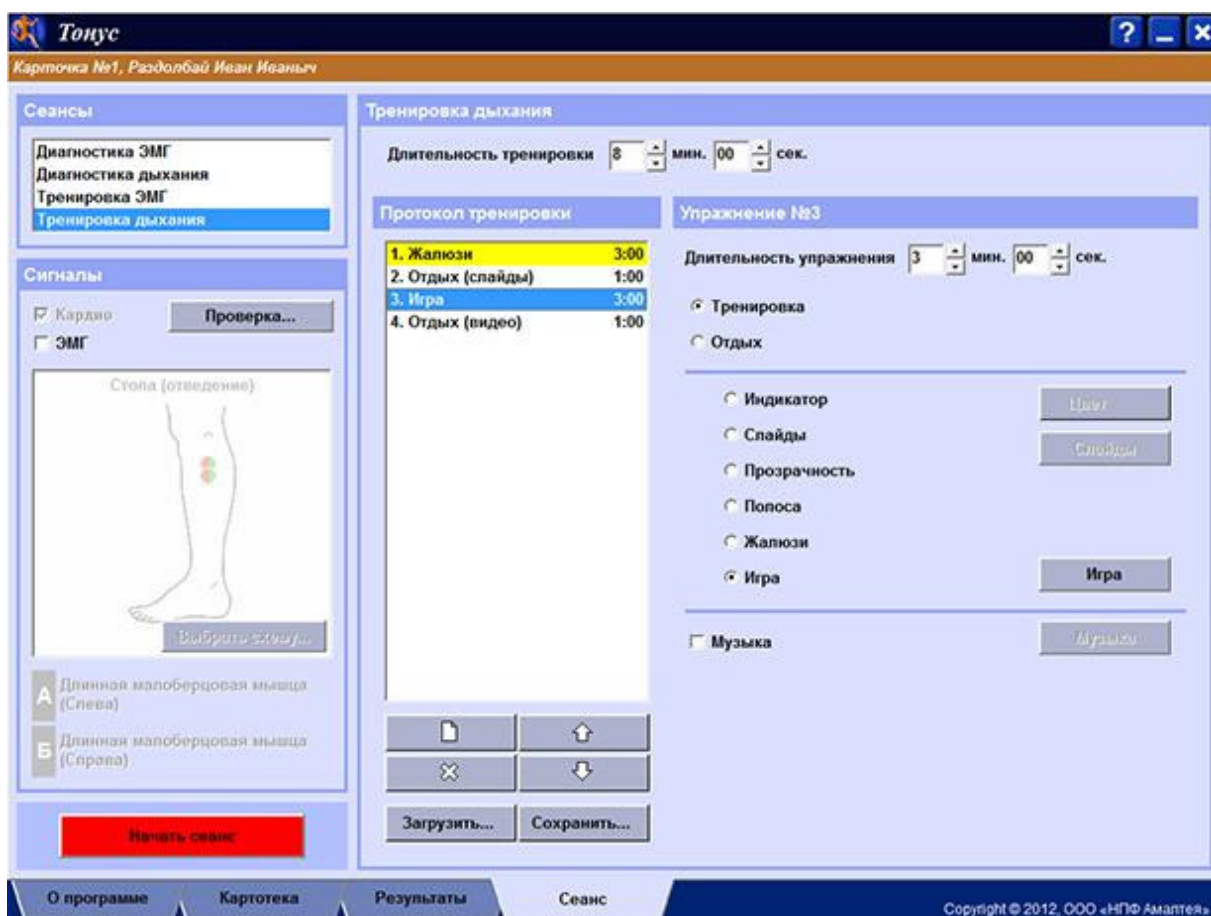 Тонус
Карточка №1, Раздолбай Иван Иваныч
Сеансы
Диагностика ЭМГ
Диагностика дыхания
Тренировка ЭМГ
Тренировка дыхания
Сигналы
Кардио
Проверка...
ЭМГ
Стопа (отведение)
Выбрать схему...
А
Длинная малоберцовая мышца
(Слева)
Б
Длинная малоберцовая мышца
(Справа)
Начать сеанс
Тренировка дыхания
Длительность тренировки 8 мин. 00 сек.
Протокол тренировки
1. Жалюзи 3:00
2. Отдых (слайды) 1:00
3. Игра 3:00
4. Отдых (видео) 1:00
Загрузить...
Сохранить...
Упражнение №3
Длительность упражнения 3 мин. 00 сек.
Тренировка
Отдых
Индикатор
Цвет
Слайды
Слайды
Прозрачность
Полоса
Жалюзи
Игра
Игра
Музыка
Музыка
О программе
Картотека
Результаты
Сеанс
Copyright © 2012, ООО «НПФ Амалтея»